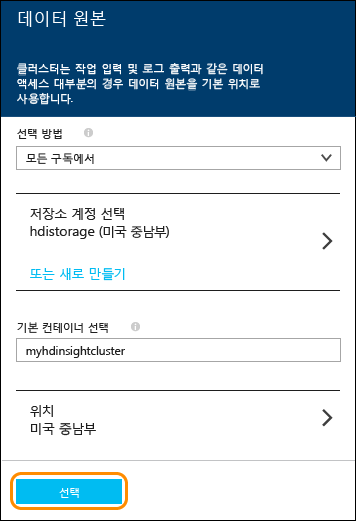 데이터 원본
클러스터는 작업 입력 및 로그 출력과 같은 데이터
액세스 대부분의 경우 데이터 원본을 기본 위치로
사용합니다.
선택 방법
모든 구독에서
저장소 계정 선택
hdistorage (미국 중남부)
또는 새로 만들기
기본 컨테이너 선택
myhdinsightcluster
위치
미국 중남부
선택